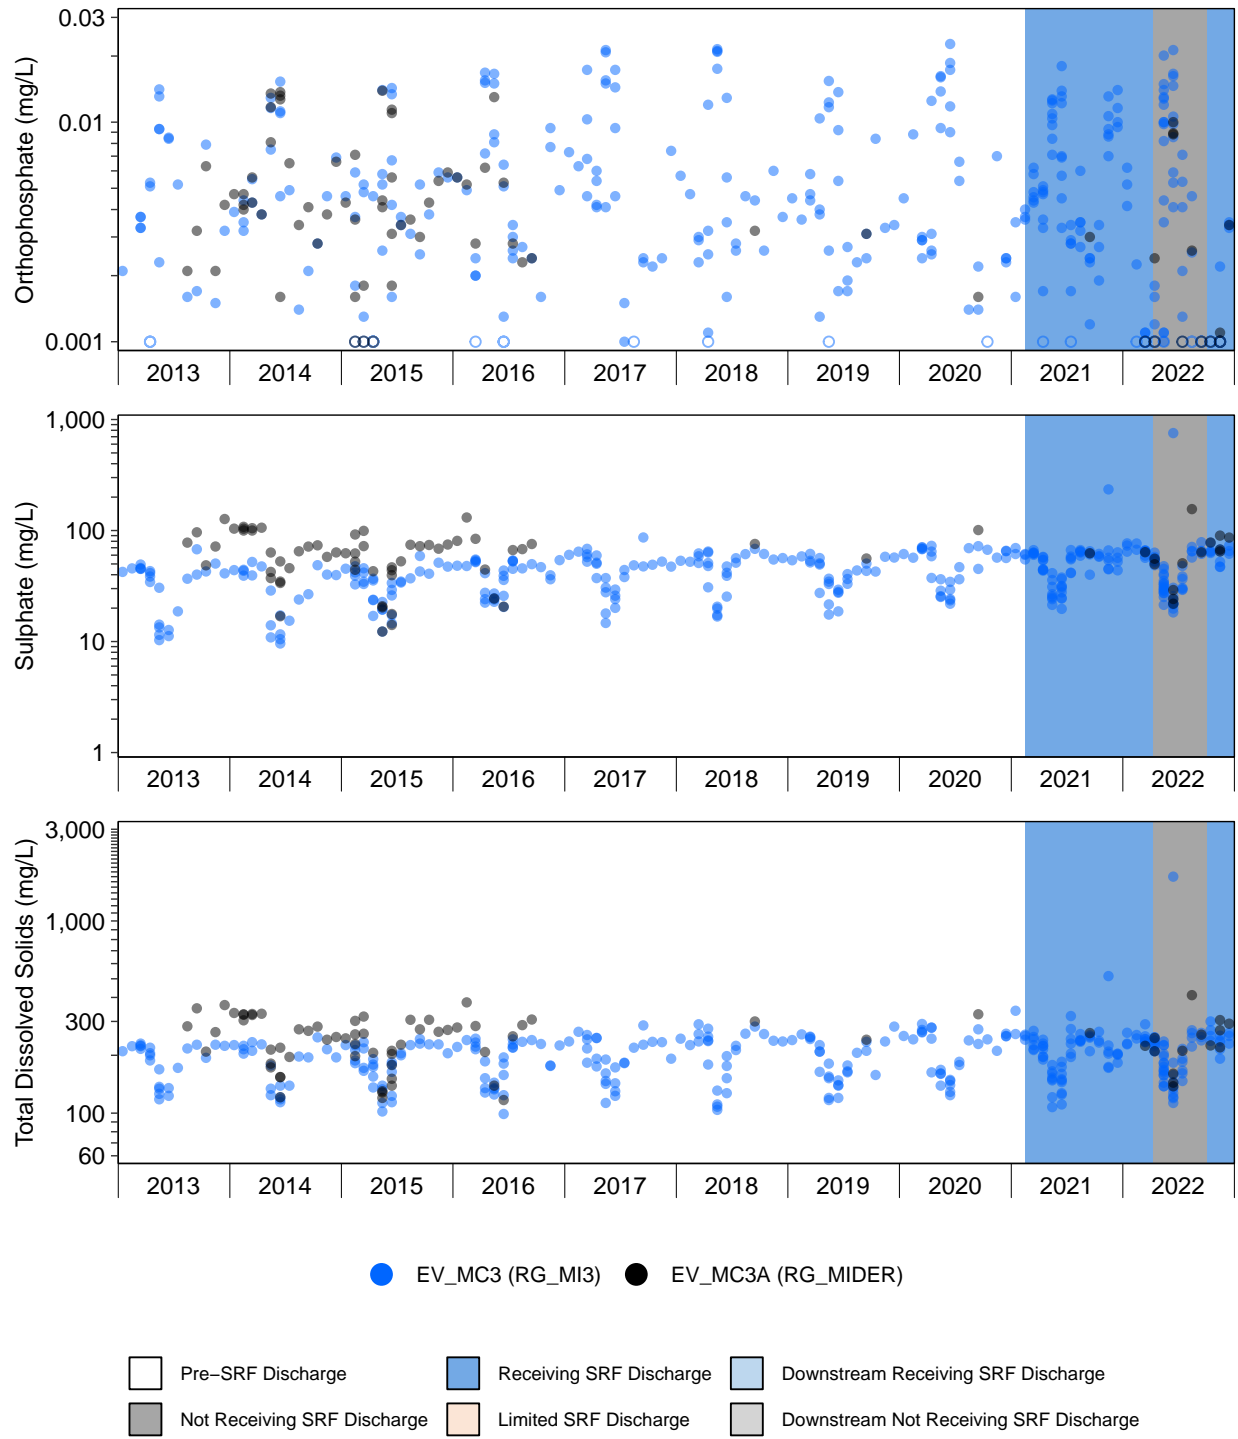 Orthophosphate (mg/L)
0.03
0.01
0.001
2013 2014 2015 2016 2017 2018 2019 2020 2021 2022
Sulphate (mg/L)
1,000
100
10
1
2013 2014 2015 2016 2017 2018 2019 2020 2021 2022
Total Dissolved Solids (mg/L)
3,000
1,000
300
100
60
2013 2014 2015 2016 2017 2018 2019 2020 2021 2022
EV_MC3 (RG_MI3) EV_MC3A (RG_MIDER)
Pre−SRF Discharge Receiving SRF Discharge Downstream Receiving SRF Discharge
Not Receiving SRF Discharge Limited SRF Discharge Downstream Not Receiving SRF Discharge